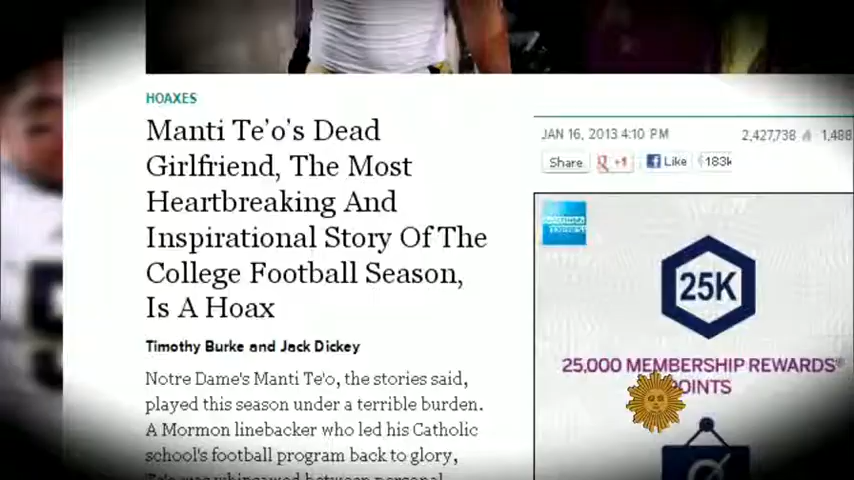 HOAXES
Manti Te'o's Dead
Girlfriend, The Most
Heartbreaking And
Inspirational Story Of The
College Football Season,
Is A Hoax
Timothy Burke and Jack Dickey
Notre Dame's Manti Te'o, the stories said,
played this season under a terrible burden.
A Mormon linebacker who led his Catholic
school's football program back to glory,
JAN 16, 2013 4:10 PM
2,427,738
1,488
Share
+1
Like
183k
25K
25,000 MEMBERSHIP REWARDS®
POINTS